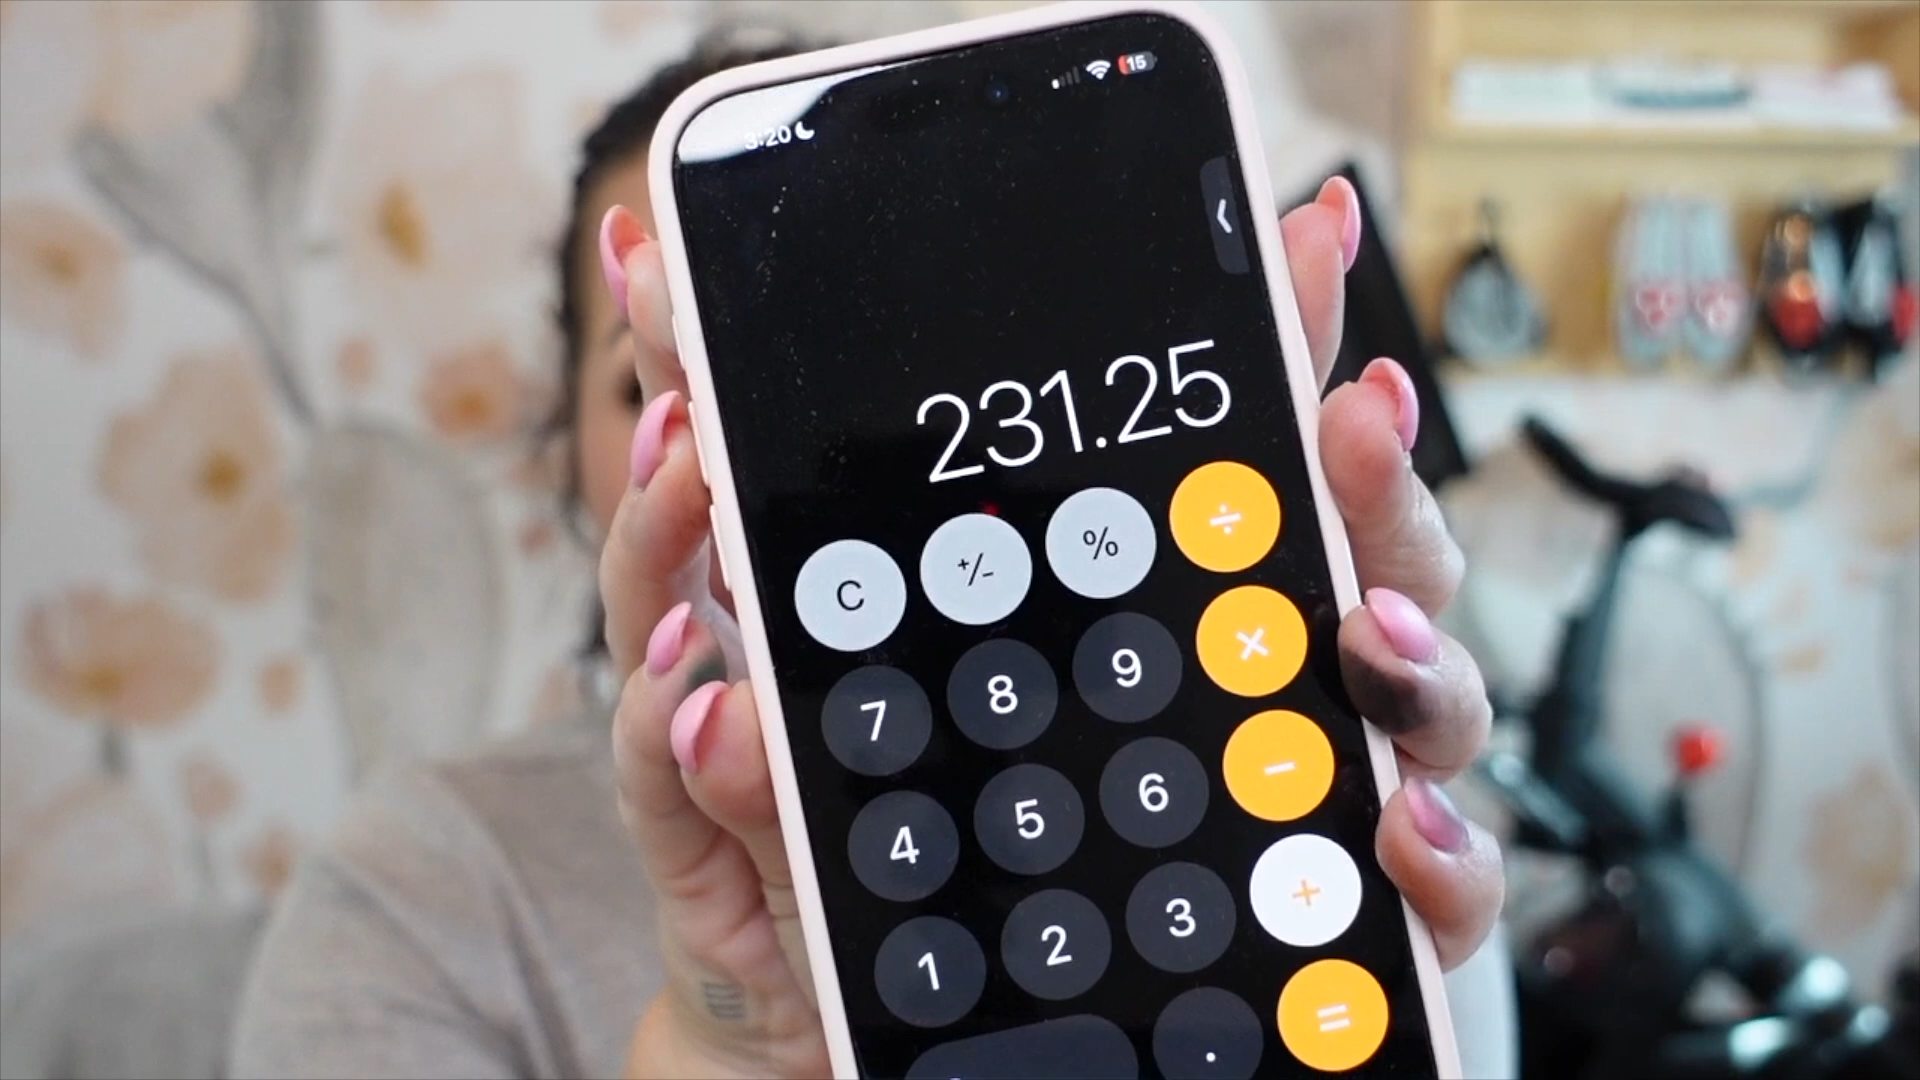 15
3:20
231.25
C +/- % ÷
7 8 9 ×
4 5 6 −
1 2 3 +
. =